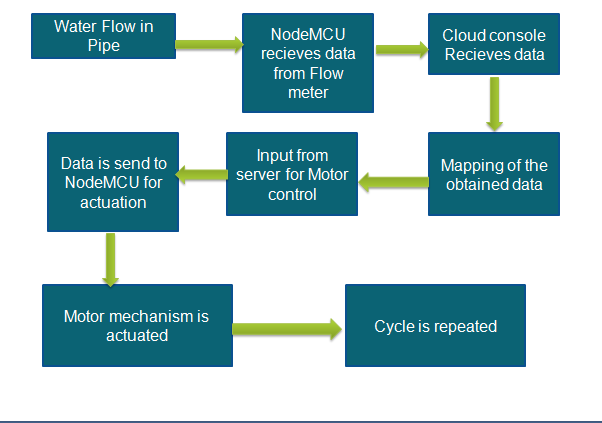 Water Flow in
Pipe
NodeMCU
recieves data
from Flow
meter
Cloud console
Recieves data
Mapping of the
obtained data
Input from
server for Motor
control
Data is send to
NodeMCU for
actuation
Motor mechanism is
actuated
Cycle is repeated